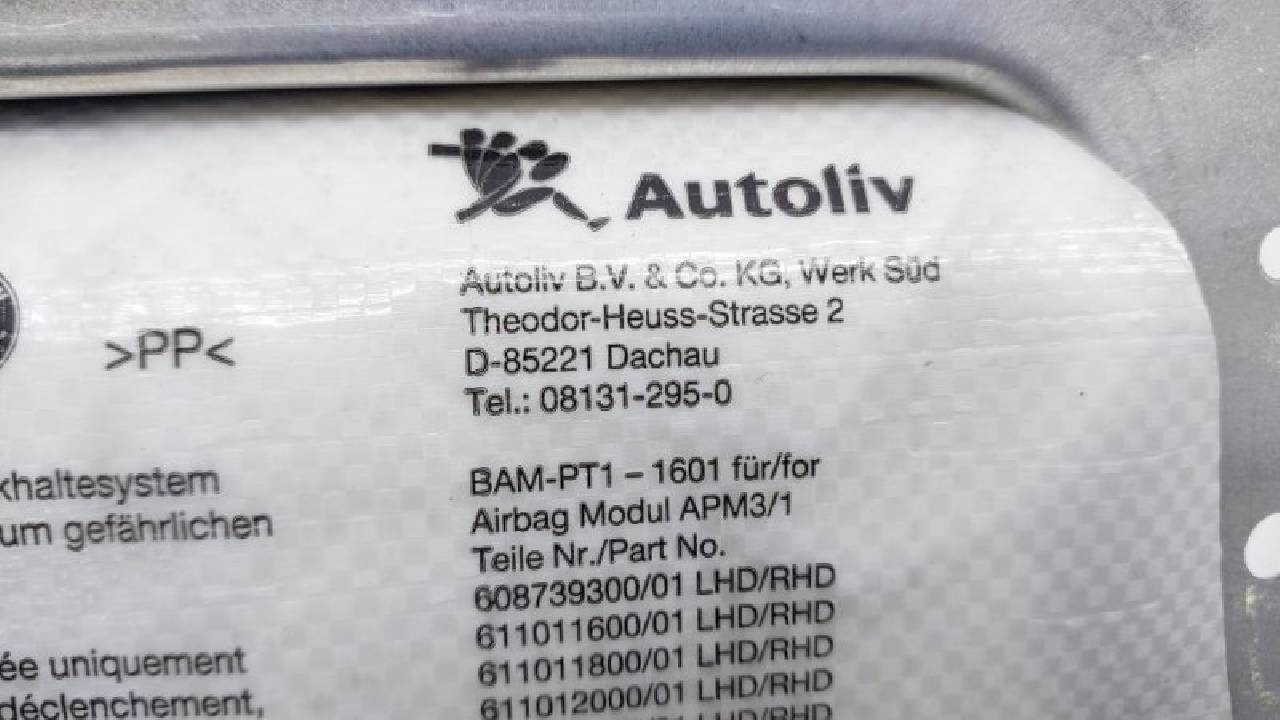 Autoliv
Autoliv B.V. & Co. KG, Werk Süd
Theodor-Heuss-Strasse 2
D-85221 Dachau
Tel.: 08131-295-0
>PP<
BAM-PT1 – 1601 für/for
Airbag Modul APM3/1
Teile Nr./Part No.
608739300/01 LHD/RHD
611011600/01 LHD/RHD
611011800/01 LHD/RHD
611012000/01 LHD/RHD
LHD/RHD
khaltesystem
um gefährlichen
ée uniquement
déclenchement,